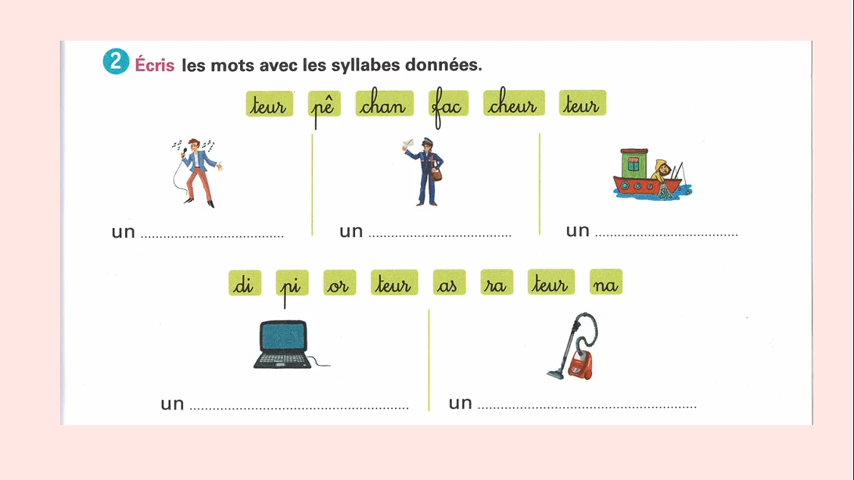 2 Écris les mots avec les syllabes données.
teur pê chan fac cheur teur
un ........ un ........ un ........
di pi or teur as ra teur na
un ........ un ........